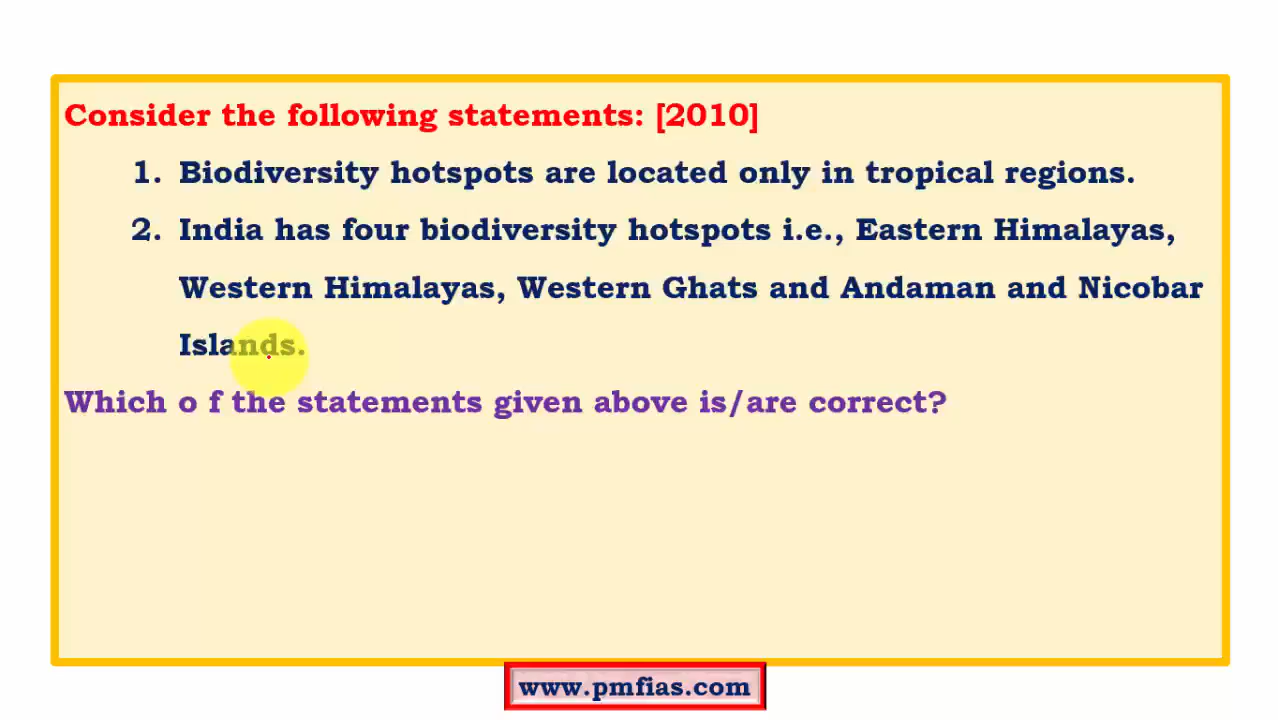 Consider the following statements: [2010]
1. Biodiversity hotspots are located only in tropical regions.
2. India has four biodiversity hotspots i.e., Eastern Himalayas,
Western Himalayas, Western Ghats and Andaman and Nicobar
Islands.
Which o f the statements given above is/are correct?
www.pmfias.com